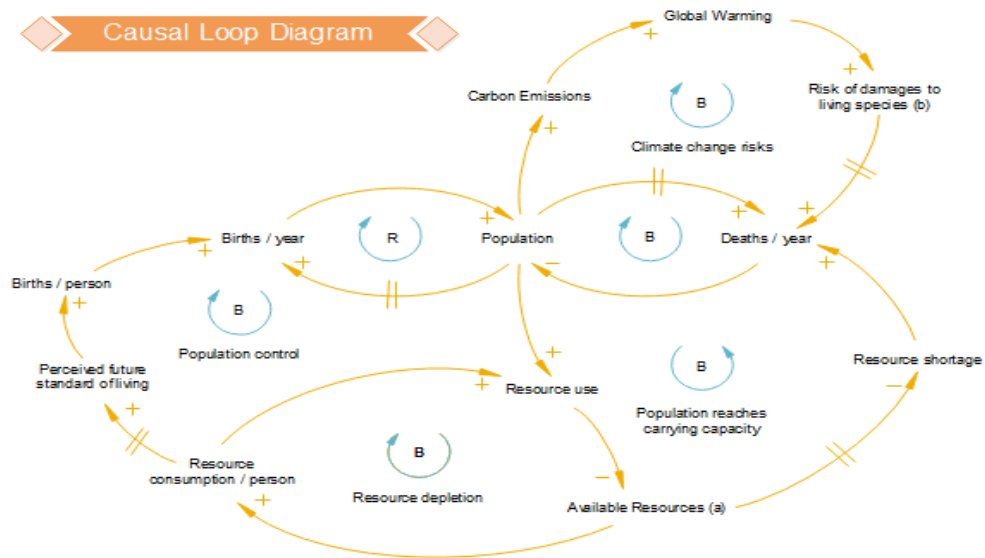 Causal Loop Diagram
Global Warming
+
+
Carbon Emissions
B
Risk of damages to
living species (b)
+
Climate change risks
+
+
+
Births / year
R
Population
B
Deaths / year
+
+
−
+
Births / person
+
B
Population control
+
B
Resource shortage
Perceived future
standard of living
+
Resource use
−
+
Population reaches
carrying capacity
B
Resource
consumption / person
Resource depletion
−
+
Available Resources (a)